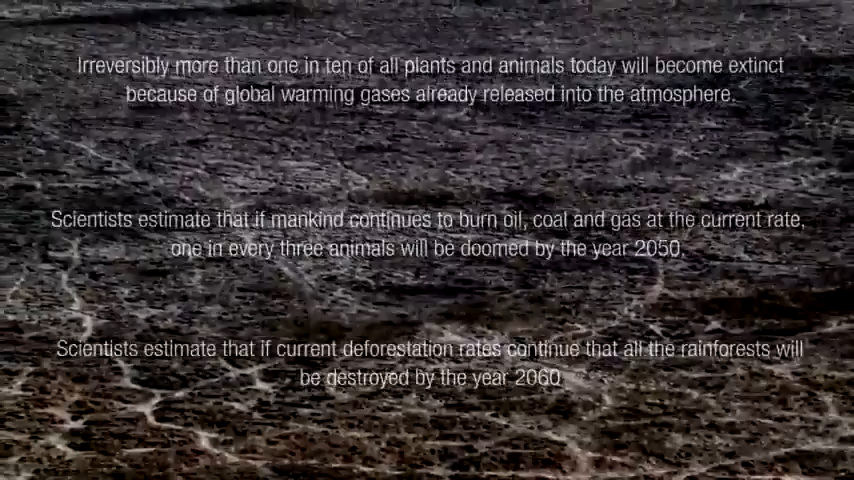 Irreversibly more than one in ten of all plants and animals today will become extinct
because of global warming gases already released into the atmosphere.
Scientists estimate that if mankind continues to burn oil, coal and gas at the current rate,
one in every three animals will be doomed by the year 2050.
Scientists estimate that if current deforestation rates continue that all the rainforests will
be destroyed by the year 2060